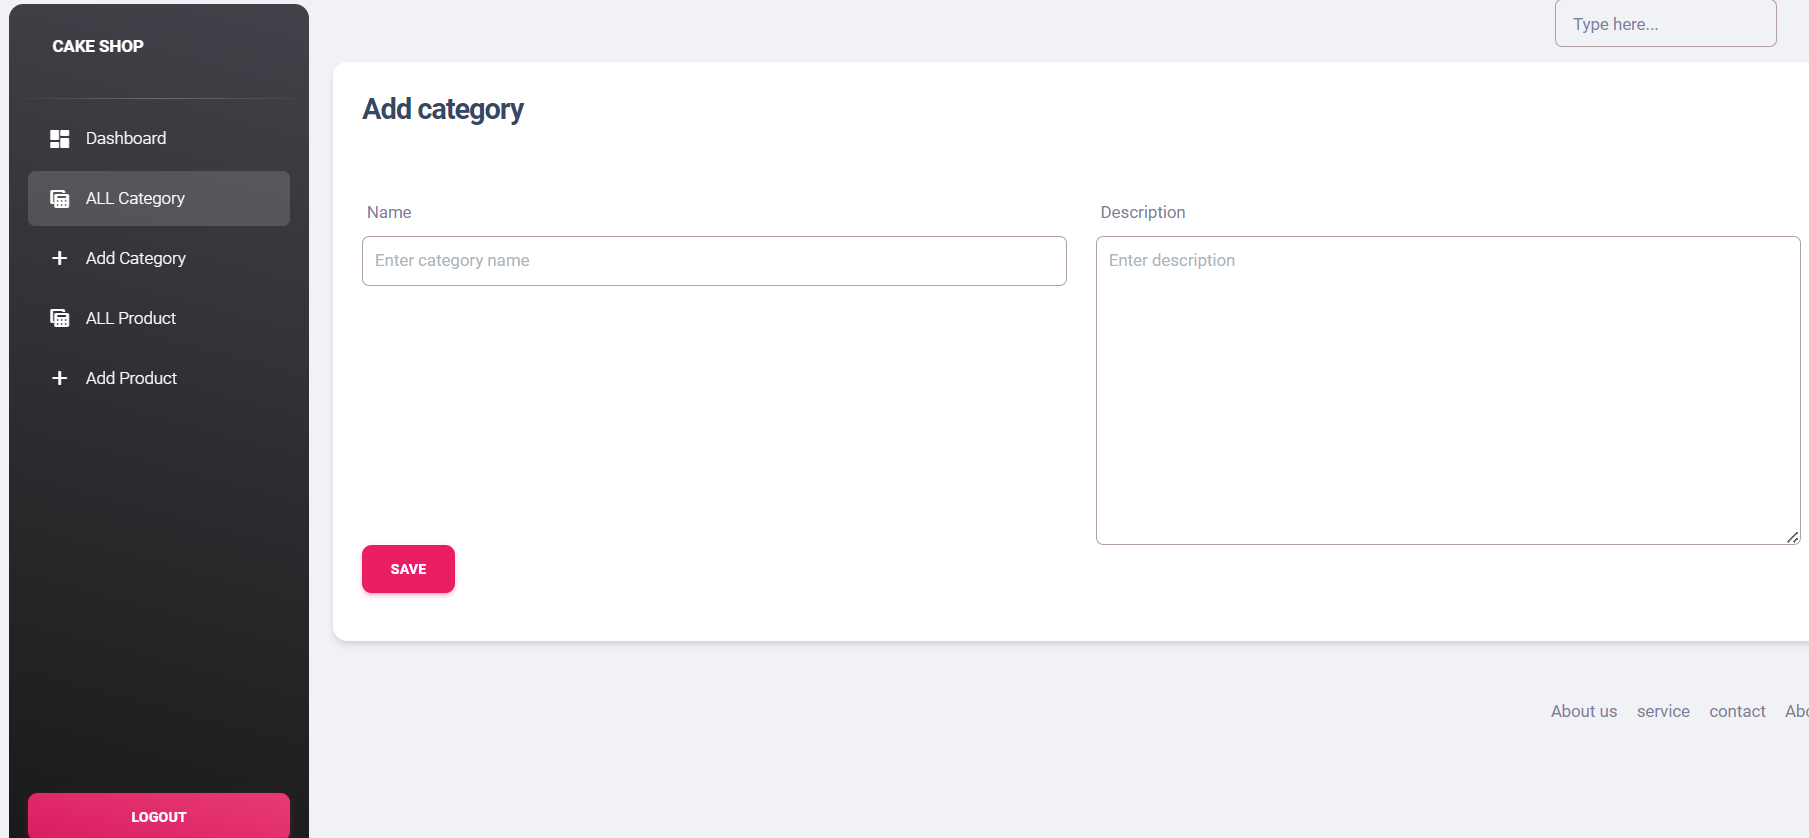 CAKE SHOP
Type here...
Dashboard
ALL Category
Add Category
ALL Product
Add Product
LOGOUT
Add category
Name
Description
Enter category name
Enter description
SAVE
About us service contact